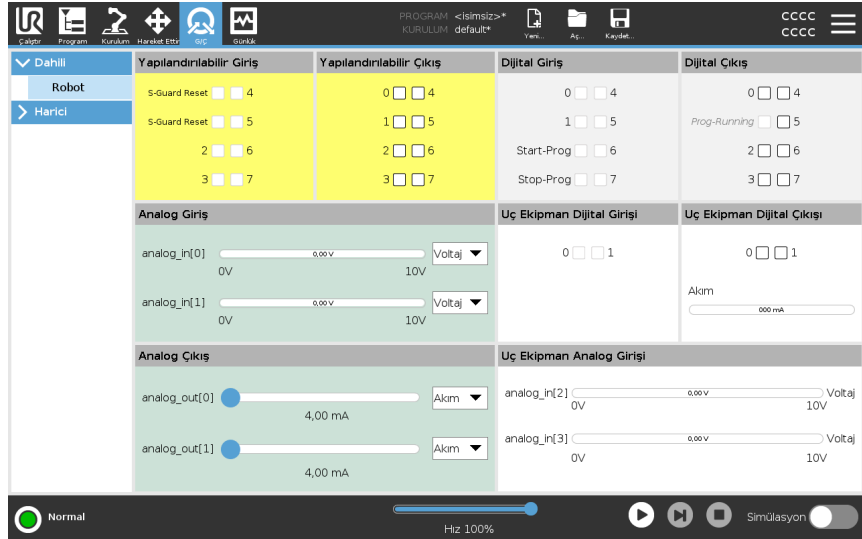 PROGRAM <isimsiz>*
KURULUM default*
CCCC
CCCC
Çalıştır Program Kurulum Hareket Ettir G/Ç Günlük Yeni... Aç... Kaydet...
Dahili
Robot
Harici
Yapılandırılabilir Giriş
S-Guard Reset 4
S-Guard Reset 5
2 6
3 7
Yapılandırılabilir Çıkış
0 4
1 5
2 6
3 7
Dijital Giriş
0 4
1 5
Start-Prog 6
Stop-Prog 7
Dijital Çıkış
0 4
Prog-Running 5
2 6
3 7
Analog Giriş
analog_in[0] 0,00 V Voltaj
0V 10V
analog_in[1] 0,00 V Voltaj
0V 10V
Uç Ekipman Dijital Girişi
0 1
Uç Ekipman Dijital Çıkışı
0 1
Akım
000 mA
Analog Çıkış
analog_out[0] Akım
4,00 mA
analog_out[1] Akım
4,00 mA
Uç Ekipman Analog Girişi
analog_in[2] 0,00 V Voltaj
0V 10V
analog_in[3] 0,00 V Voltaj
0V 10V
Normal
Hız 100%
Simülasyon